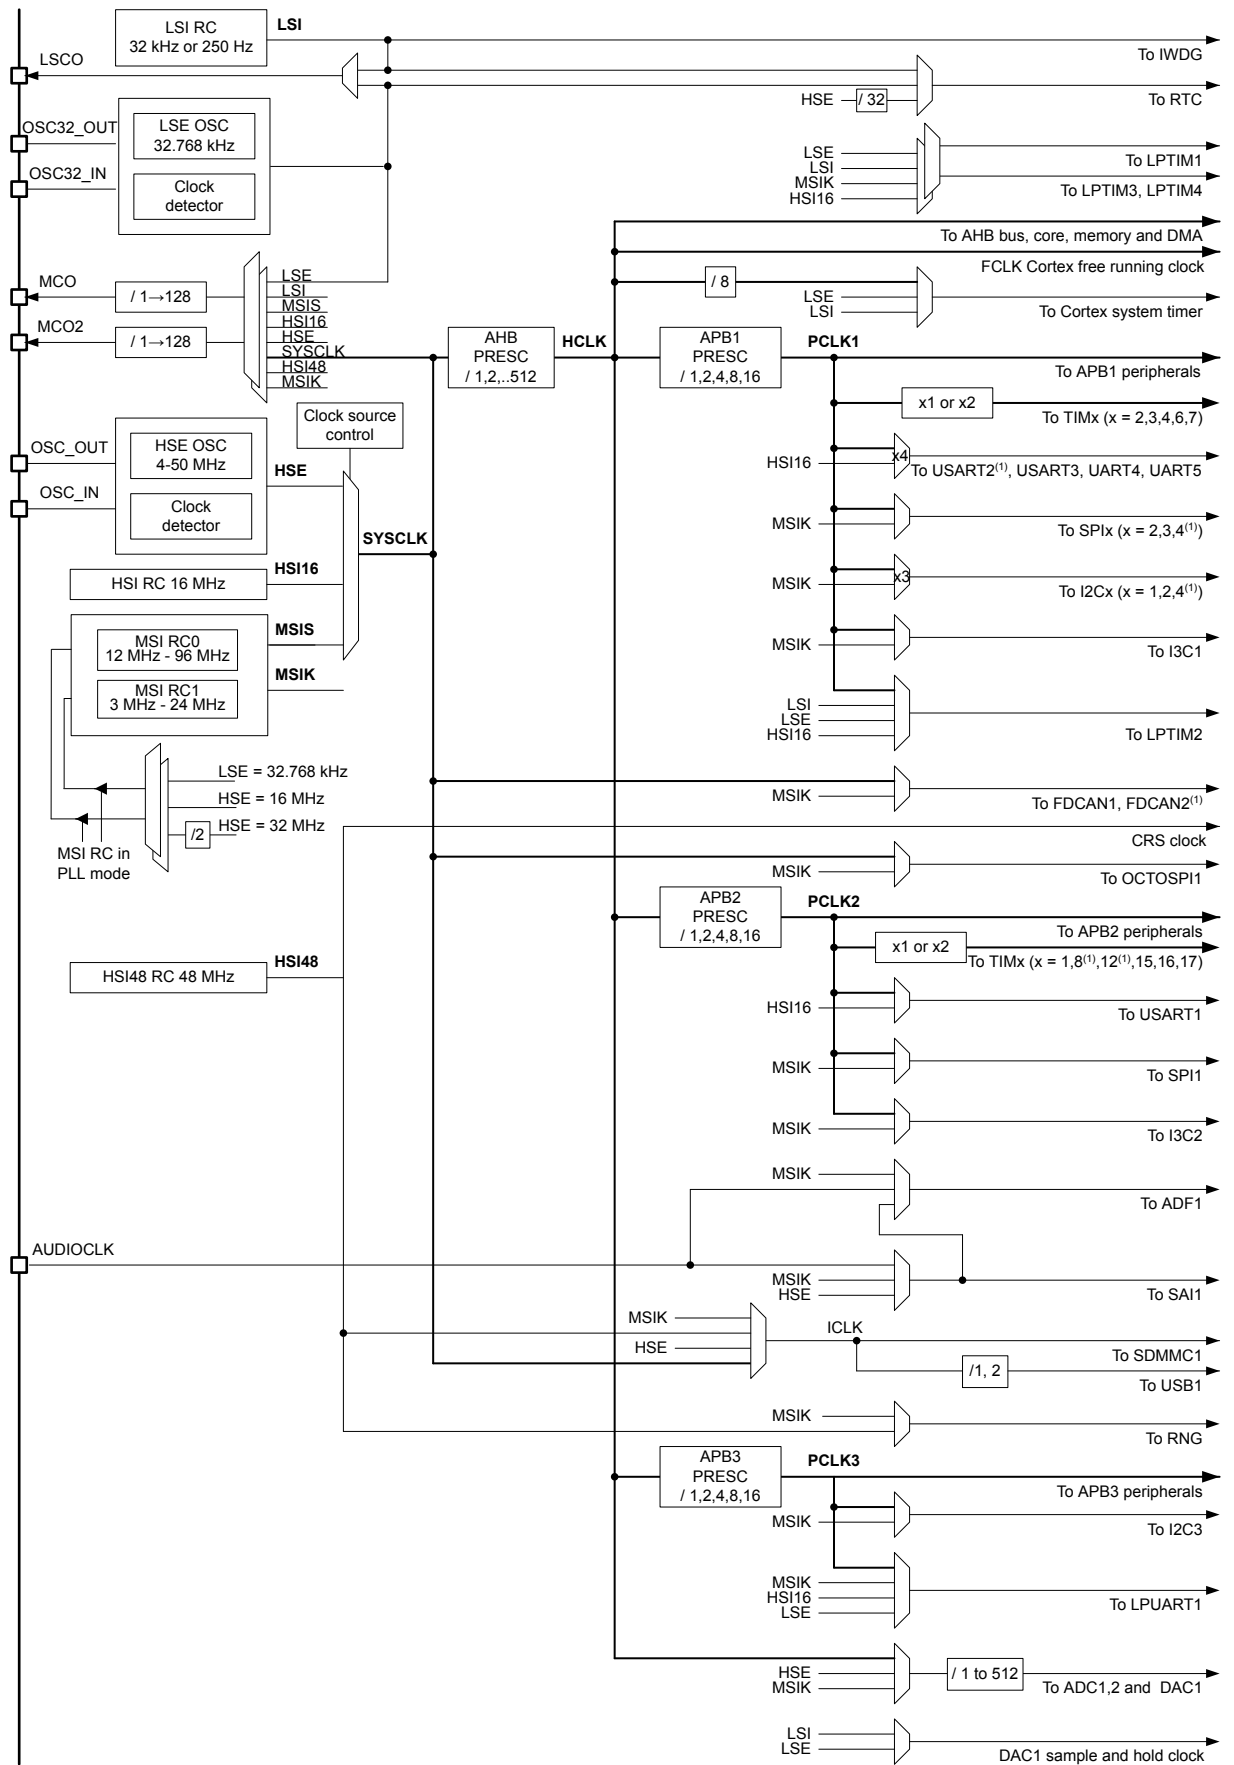 LSI RC
32 kHz or 250 Hz
LSI
To IWDG
LSCO
HSE
/ 32
To RTC
OSC32_OUT
LSE OSC
32.768 kHz
OSC32_IN
Clock
detector
LSE
LSI
MSIK
HSI16
To LPTIM1
To LPTIM3, LPTIM4
To AHB bus, core, memory and DMA
FCLK Cortex free running clock
/ 8
LSE
LSI
To Cortex system timer
MCO
/ 1→128
MCO2
/ 1→128
LSE
LSI
MSIS
HSI16
HSE
SYSCLK
HSI48
MSIK
AHB
PRESC
/ 1,2,..512
HCLK
APB1
PRESC
/ 1,2,4,8,16
PCLK1
To APB1 peripherals
x1 or x2
To TIMx (x = 2,3,4,6,7)
Clock source
control
OSC_OUT
HSE OSC
4-50 MHz
HSE
OSC_IN
Clock
detector
HSI16
x4
To USART2(1), USART3, UART4, UART5
MSIK
To SPIx (x = 2,3,4(1))
SYSCLK
HSI RC 16 MHz
HSI16
MSIK
x3
To I2Cx (x = 1,2,4(1))
MSI RC0
12 MHz - 96 MHz
MSIS
MSI RC1
3 MHz - 24 MHz
MSIK
MSIK
To I3C1
LSI
LSE
HSI16
To LPTIM2
LSE = 32.768 kHz
HSE = 16 MHz
/2
HSE = 32 MHz
MSI RC in
PLL mode
MSIK
To FDCAN1, FDCAN2(1)
CRS clock
MSIK
To OCTOSPI1
APB2
PRESC
/ 1,2,4,8,16
PCLK2
To APB2 peripherals
x1 or x2
To TIMx (x = 1,8(1),12(1),15,16,17)
HSI48 RC 48 MHz
HSI48
HSI16
To USART1
MSIK
To SPI1
MSIK
To I3C2
MSIK
To ADF1
AUDIOCLK
MSIK
HSE
To SAI1
MSIK
HSE
ICLK
To SDMMC1
/1, 2
To USB1
MSIK
To RNG
APB3
PRESC
/ 1,2,4,8,16
PCLK3
To APB3 peripherals
MSIK
To I2C3
MSIK
HSI16
LSE
To LPUART1
HSE
MSIK
/ 1 to 512
To ADC1,2 and DAC1
LSI
LSE
DAC1 sample and hold clock